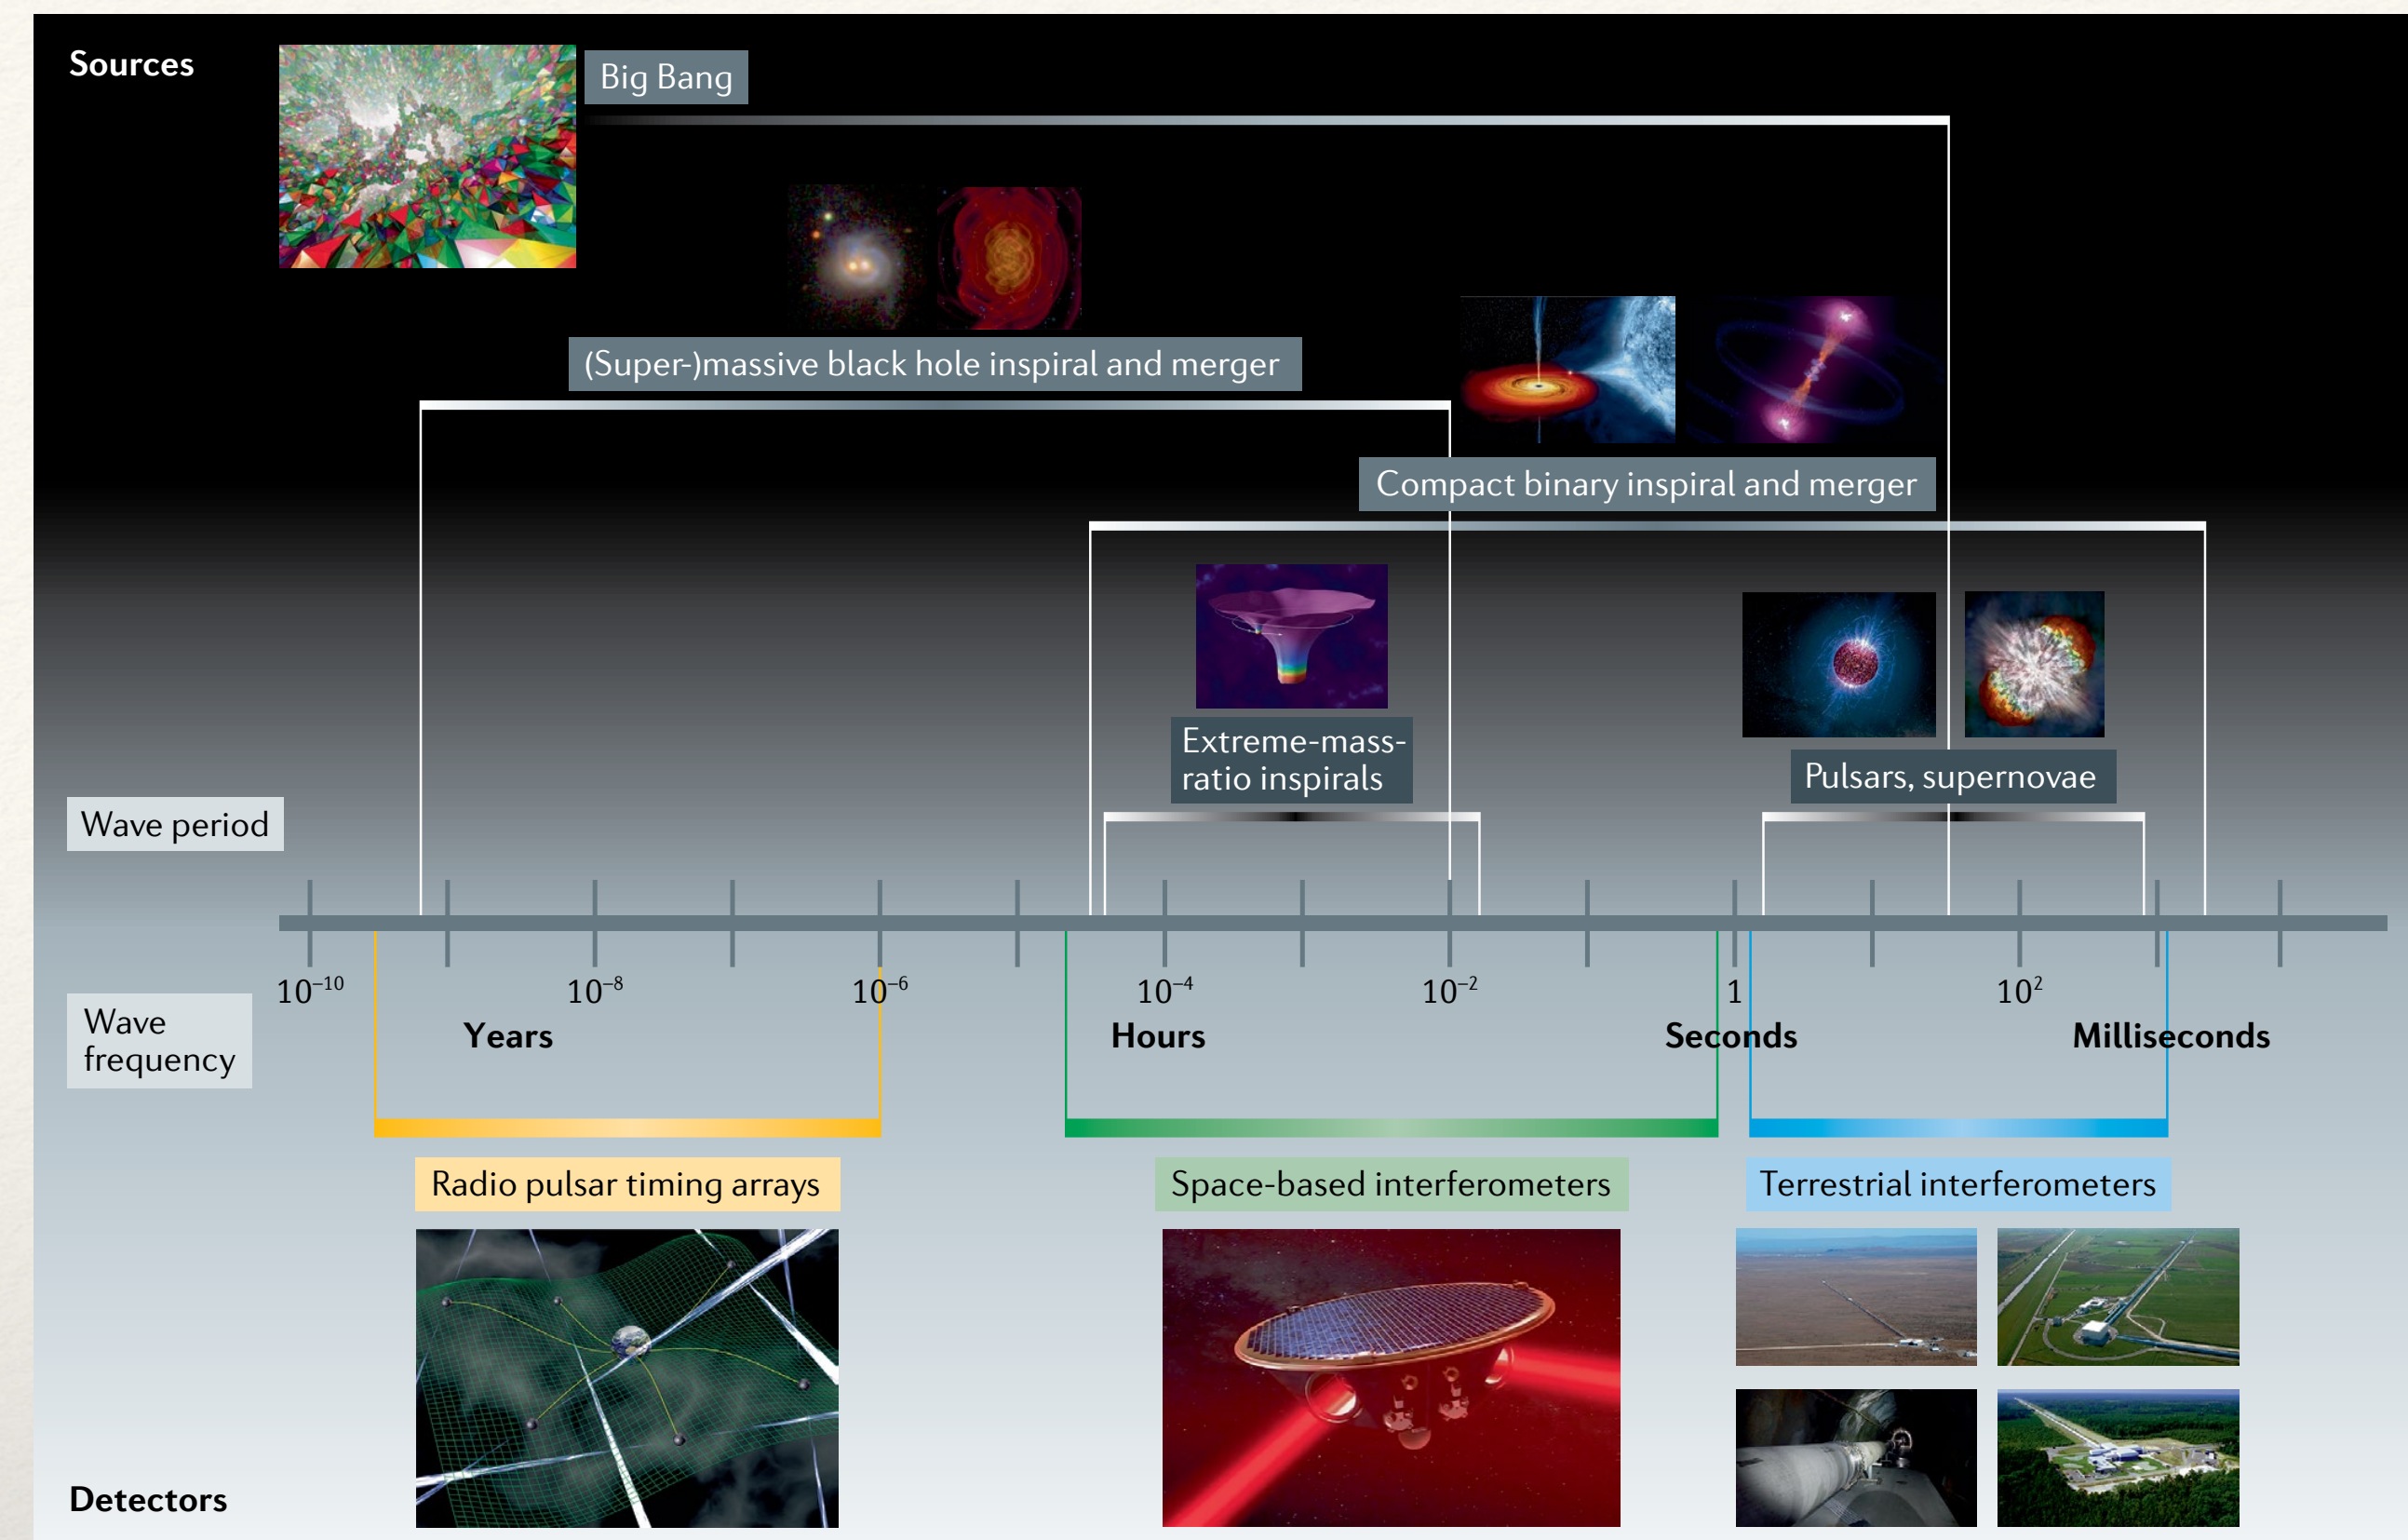 Sources
Big Bang
(Super-)massive black hole inspiral and merger
Compact binary inspiral and merger
Extreme-mass-
ratio inspirals
Pulsars, supernovae
Wave period
10⁻¹⁰ 10⁻⁸ 10⁻⁶ 10⁻⁴ 10⁻² 1 10²
Wave
frequency
Years Hours Seconds Milliseconds
Radio pulsar timing arrays Space-based interferometers Terrestrial interferometers
Detectors